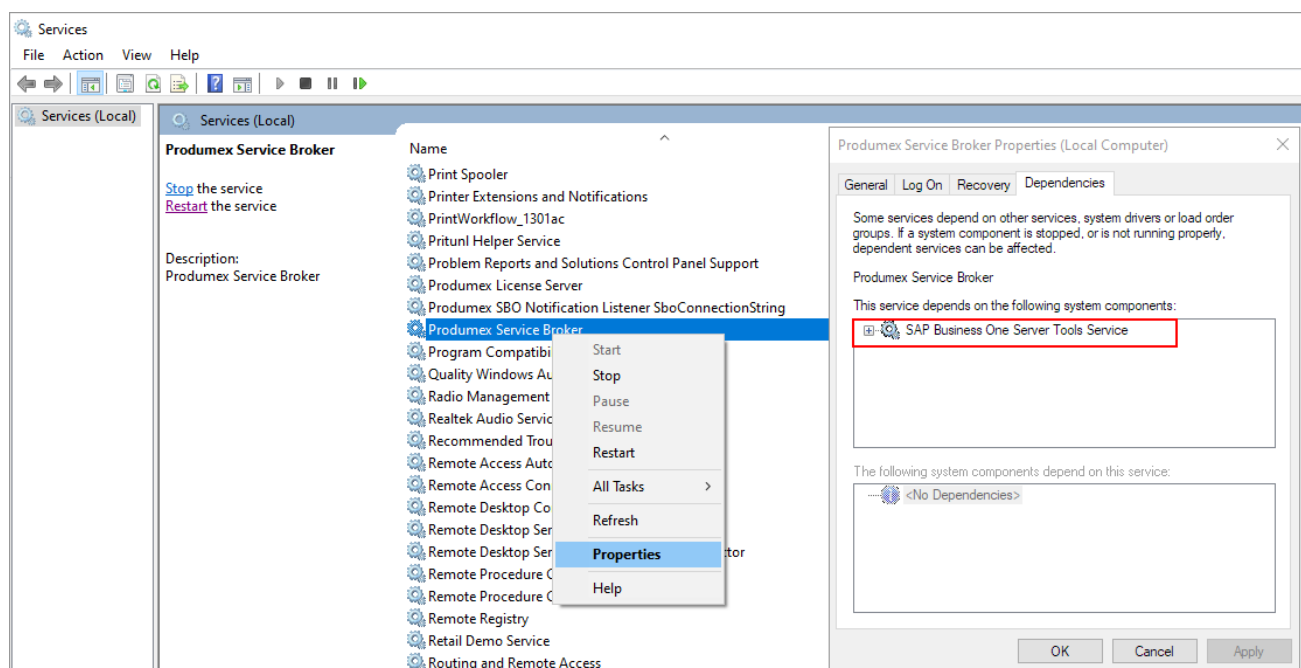 Services
File Action View Help
Services (Local)
Services (Local)
Produmex Service Broker
Stop the service
Restart the service
Description:
Produmex Service Broker
Name
Print Spooler
Printer Extensions and Notifications
PrintWorkflow_1301ac
Pritunl Helper Service
Problem Reports and Solutions Control Panel Support
Produmex License Server
Produmex SBO Notification Listener SboConnectionString
Produmex Service Broker
Program Compatibi
Quality Windows Au
Radio Management
Realtek Audio Servic
Recommended Trou
Remote Access Auto
Remote Access Con
Remote Desktop Co
Remote Desktop Ser
Remote Desktop Ser tor
Remote Procedure C
Remote Procedure C
Remote Registry
Retail Demo Service
Routing and Remote Access
Start
Stop
Pause
Resume
Restart
All Tasks
Refresh
Properties
Help
Produmex Service Broker Properties (Local Computer)
General Log On Recovery Dependencies
Some services depend on other services, system drivers or load order
groups. If a system component is stopped, or is not running properly,
dependent services can be affected.
Produmex Service Broker
This service depends on the following system components:
SAP Business One Server Tools Service
The following system components depend on this service:
<No Dependencies>
OK Cancel Apply